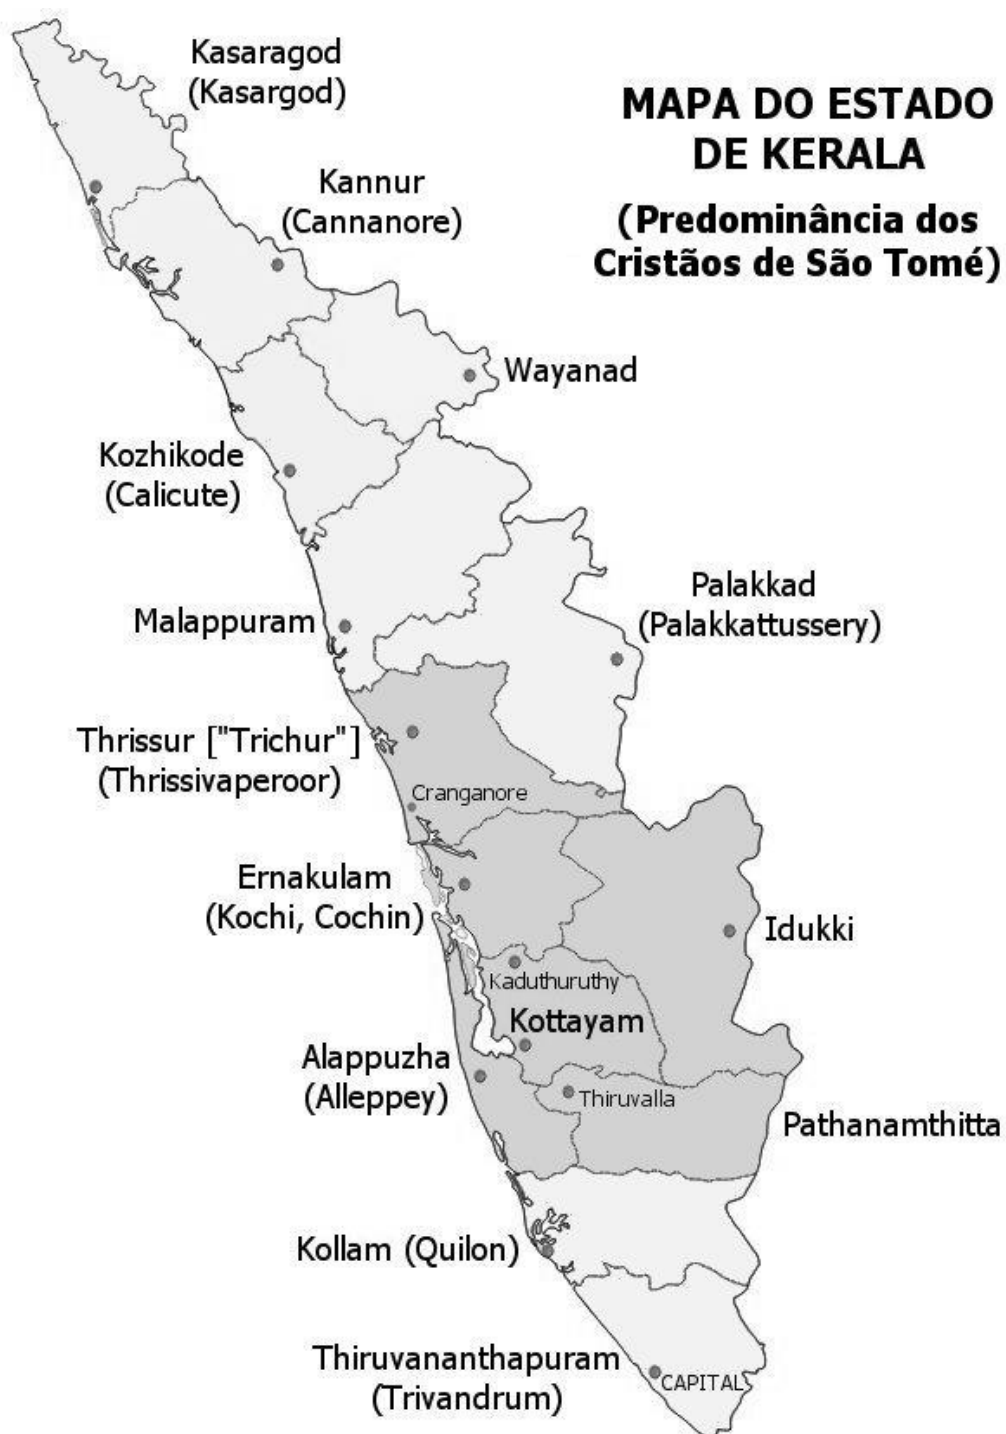 Kasaragod
(Kasargod)
MAPA DO ESTADO
DE KERALA
(Predominância dos
Cristãos de São Tomé)
Kannur
(Cannanore)
Wayanad
Kozhikode
(Calicute)
Palakkad
(Palakkattussery)
Malappuram
Thrissur ["Trichur"]
(Thrissivaperoor)
Cranganore
Ernakulam
(Kochi, Cochin)
Idukki
Kaduthuruthy
Kottayam
Alappuzha
(Alleppey)
Thiruvalla
Pathanamthitta
Kollam (Quilon)
Thiruvananthapuram
(Trivandrum)
CAPITAL